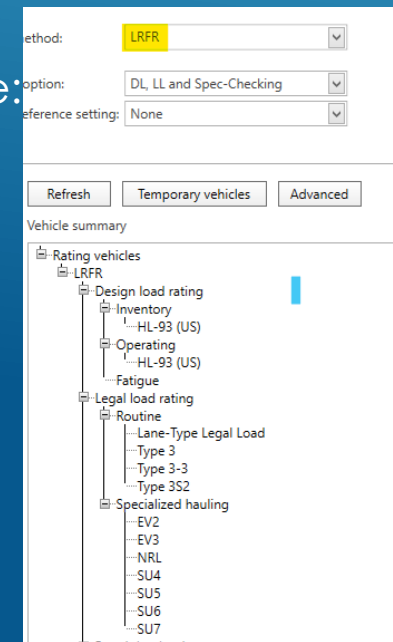 ethod: LRFR
e:
option: DL, LL and Spec-Checking
eference setting: None
Refresh Temporary vehicles Advanced
Vehicle summary
Rating vehicles
LRFR
Design load rating
Inventory
HL-93 (US)
Operating
HL-93 (US)
Fatigue
Legal load rating
Routine
Lane-Type Legal Load
Type 3
Type 3-3
Type 3S2
Specialized hauling
EV2
EV3
NRL
SU4
SU5
SU6
SU7